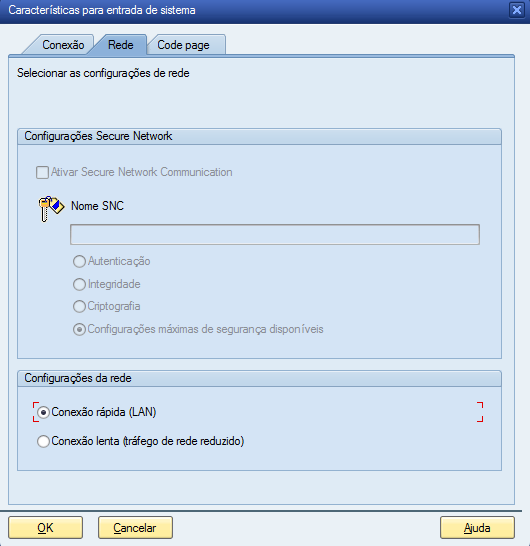 Características para entrada de sistema
Conexão Rede Code page
Selecionar as configurações de rede
Configurações Secure Network
Ativar Secure Network Communication
Nome SNC
Autenticação
Integridade
Criptografia
Configurações máximas de segurança disponíveis
Configurações da rede
Conexão rápida (LAN)
Conexão lenta (tráfego de rede reduzido)
OK Cancelar Ajuda